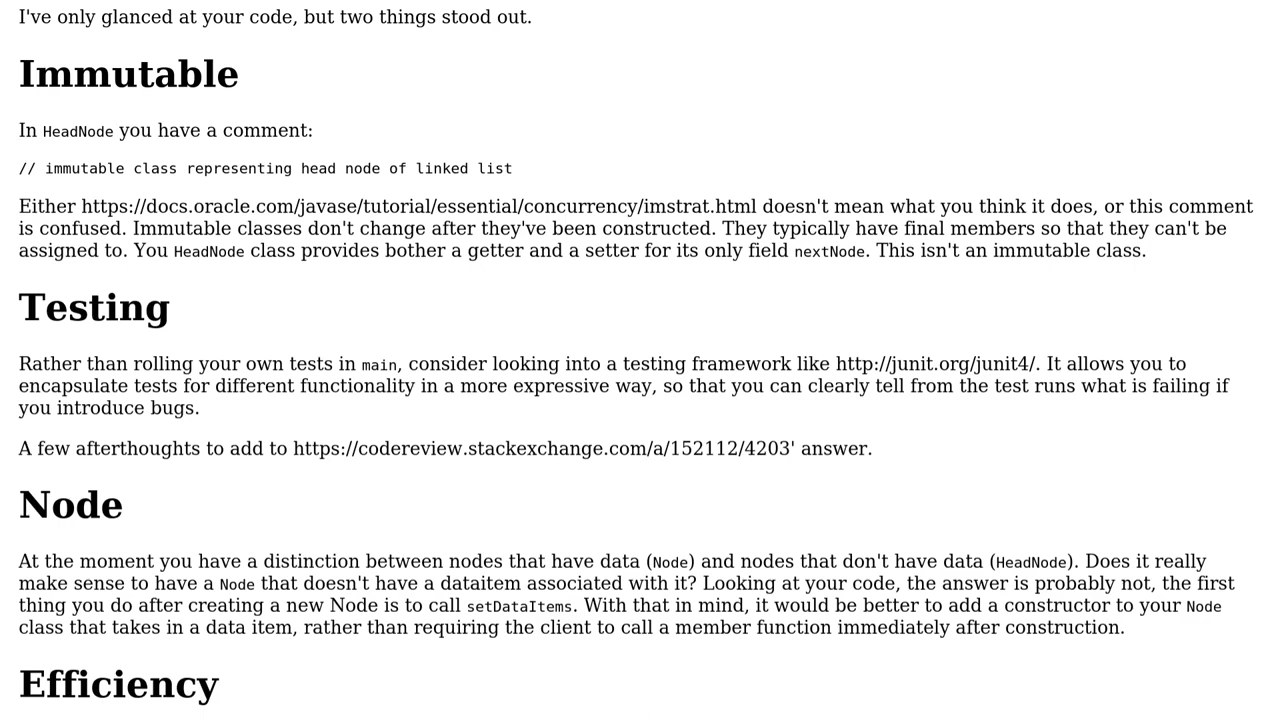 I've only glanced at your code, but two things stood out.
Immutable
In HeadNode you have a comment:
// immutable class representing head node of linked list
Either https://docs.oracle.com/javase/tutorial/essential/concurrency/imstrat.html doesn't mean what you think it does, or this comment
is confused. Immutable classes don't change after they've been constructed. They typically have final members so that they can't be
assigned to. You HeadNode class provides bother a getter and a setter for its only field nextNode. This isn't an immutable class.
Testing
Rather than rolling your own tests in main, consider looking into a testing framework like http://junit.org/junit4/. It allows you to
encapsulate tests for different functionality in a more expressive way, so that you can clearly tell from the test runs what is failing if
you introduce bugs.
A few afterthoughts to add to https://codereview.stackexchange.com/a/152112/4203' answer.
Node
At the moment you have a distinction between nodes that have data (Node) and nodes that don't have data (HeadNode). Does it really
make sense to have a Node that doesn't have a dataitem associated with it? Looking at your code, the answer is probably not, the first
thing you do after creating a new Node is to call setDataItems. With that in mind, it would be better to add a constructor to your Node
class that takes in a data item, rather than requiring the client to call a member function immediately after construction.
Efficiency